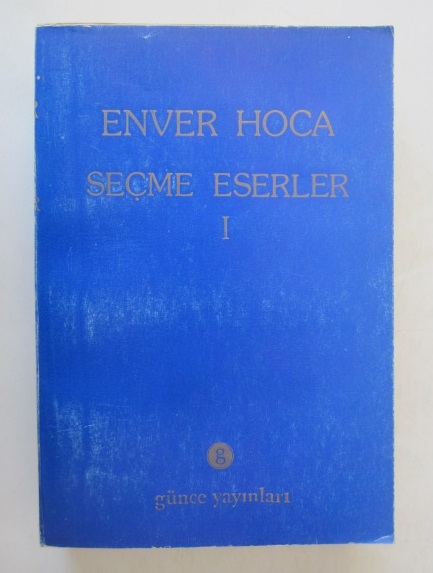 ENVER HOCA
SEÇME ESERLER
I
g
günce yayınları